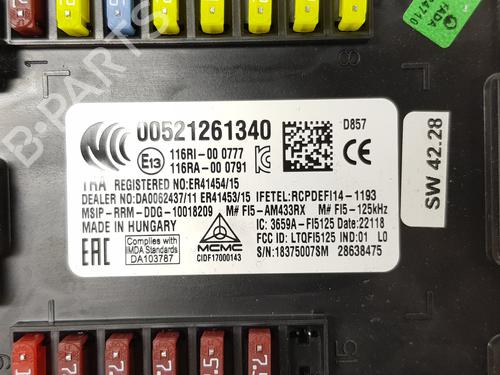 FADA
8
00521261340
D857
E13
116RI-00 0777
116RA-00 0791
TRA REGISTERED NO:ER41454/15
DEALER NO:DA0062437/11 ER41453/15 IFETEL:RCPDEFI14-1193
MSIP-RRM-DDG-10018209 M# FI5-AM433RX M# FI5-125kHz
MADE IN HUNGARY
IC: 3659A-FI5125 Date:22118
FCC ID: LTQFI5125 IND:01 L0
S/N:18375007SM 28638475
EAC
Complies with
IMDA Standards
DA103787
MCMC
CIDF17000143
SW 42.28
B-PARTS
15